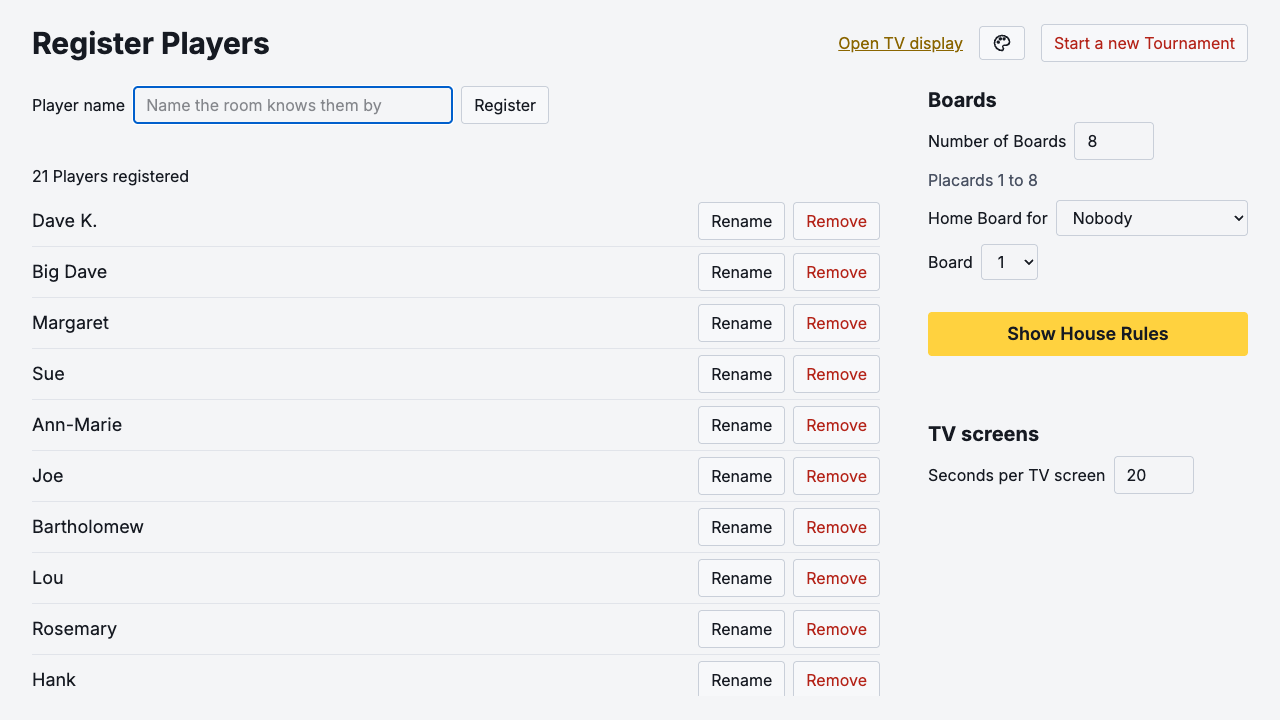 Register Players
Open TV display
Start a new Tournament
Player name
Name the room knows them by
Register
21 Players registered
Dave K.
Rename
Remove
Big Dave
Rename
Remove
Margaret
Rename
Remove
Sue
Rename
Remove
Ann-Marie
Rename
Remove
Joe
Rename
Remove
Bartholomew
Rename
Remove
Lou
Rename
Remove
Rosemary
Rename
Remove
Hank
Rename
Remove
Boards
Number of Boards
8
Placards 1 to 8
Home Board for
Nobody
Board
1
Show House Rules
TV screens
Seconds per TV screen
20